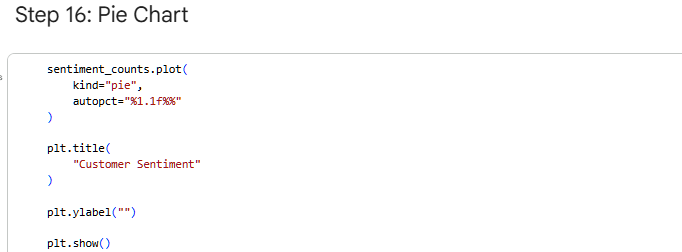 Step 16: Pie Chart
s
sentiment_counts.plot(
    kind="pie",
    autopct="%1.1f%%"
)
plt.title(
    "Customer Sentiment"
)
plt.ylabel("")
plt.show()